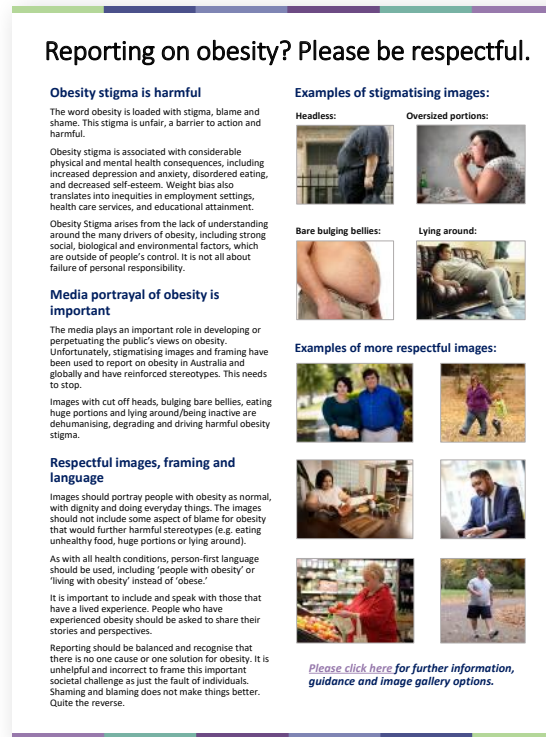 Reporting on obesity? Please be respectful.
Obesity stigma is harmful
The word obesity is loaded with stigma, blame and
shame. This stigma is unfair, a barrier to action and
harmful.
Obesity stigma is associated with considerable
physical and mental health consequences, including
increased depression and anxiety, disordered eating,
and decreased self-esteem. Weight bias also
translates into inequities in employment settings,
health care services, and educational attainment.
Obesity Stigma arises from the lack of understanding
around the many drivers of obesity, including strong
social, biological and environmental factors, which
are outside of people's control. It is not all about
failure of personal responsibility.
Media portrayal of obesity is
important
The media plays an important role in developing or
perpetuating the public's views on obesity.
Unfortunately, stigmatising images and framing have
been used to report on obesity in Australia and
globally and have reinforced stereotypes. This needs
to stop.
Images with cut off heads, bulging bare bellies, eating
huge portions and lying around/being inactive are
dehumanising, degrading and driving harmful obesity
stigma.
Respectful images, framing and
language
Images should portray people with obesity as normal,
with dignity and doing everyday things. The images
should not include some aspect of blame for obesity
that would further harmful stereotypes (e.g. eating
unhealthy food, huge portions or lying around).
As with all health conditions, person-first language
should be used, including 'people with obesity' or
'living with obesity' instead of 'obese.'
It is important to include and speak with those that
have a lived experience. People who have
experienced obesity should be asked to share their
stories and perspectives.
Reporting should be balanced and recognise that
there is no one cause or one solution for obesity. It is
unhelpful and incorrect to frame this important
societal challenge as just the fault of individuals.
Shaming and blaming does not make things better.
Quite the reverse.
Examples of stigmatising images:
Headless:
Oversized portions:
Bare bulging bellies:
Lying around:
Examples of more respectful images:
Please click here for further information,
guidance and image gallery options.